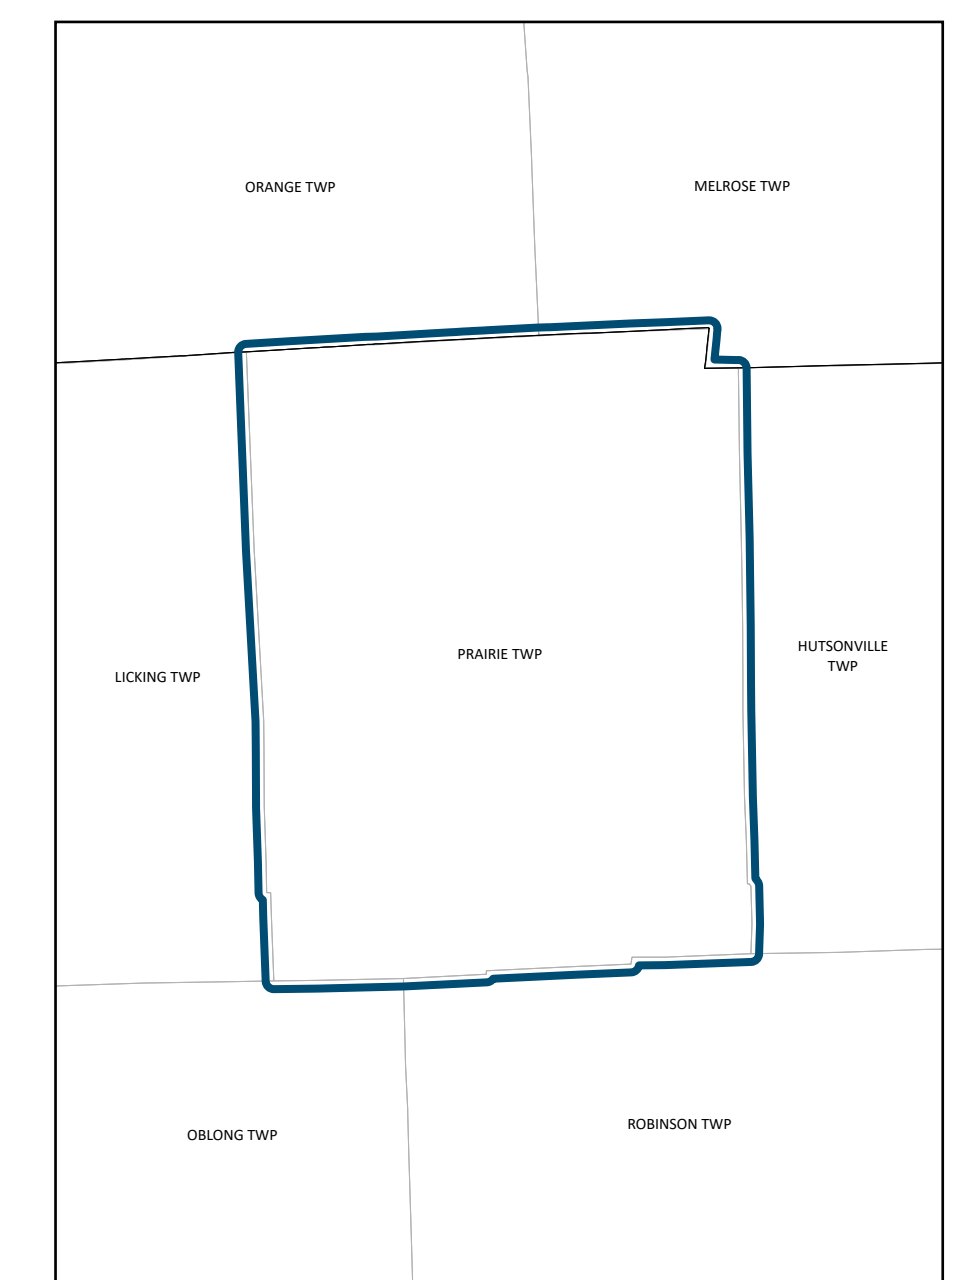 ORANGE TWP
MELROSE TWP
PRAIRIE TWP
HUTSONVILLE
TWP
LICKING TWP
OBLONG TWP
ROBINSON TWP